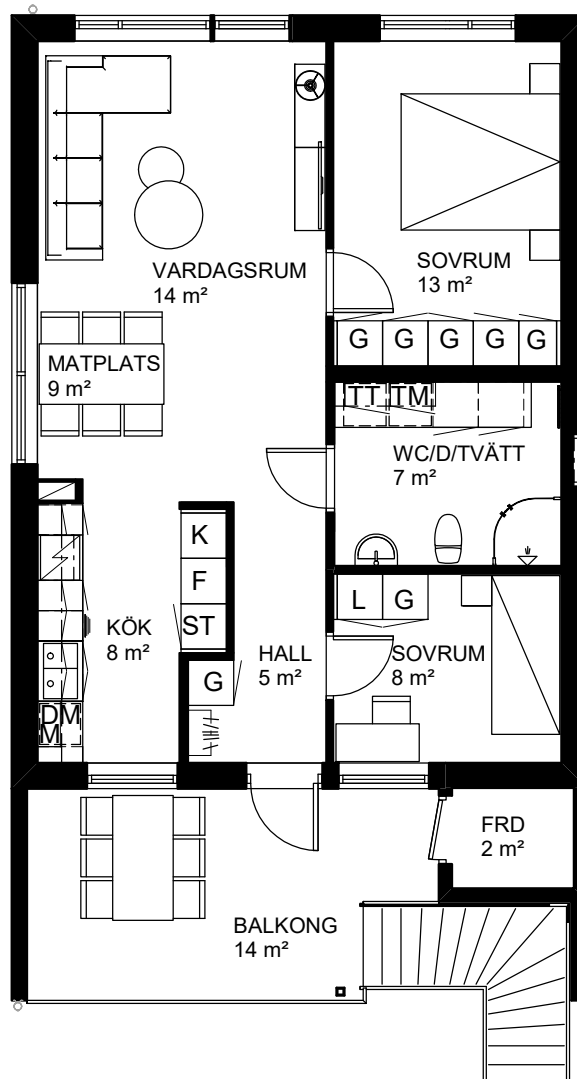 VARDAGSRUM
14 m²
SOVRUM
13 m²
G G G G G
MATPLATS
9 m²
TT TM
WC/D/TVÄTT
7 m²
K
F
ST
KÖK
8 m²
L G
HALL
5 m²
SOVRUM
8 m²
G
DM
M
FRD
2 m²
BALKONG
14 m²